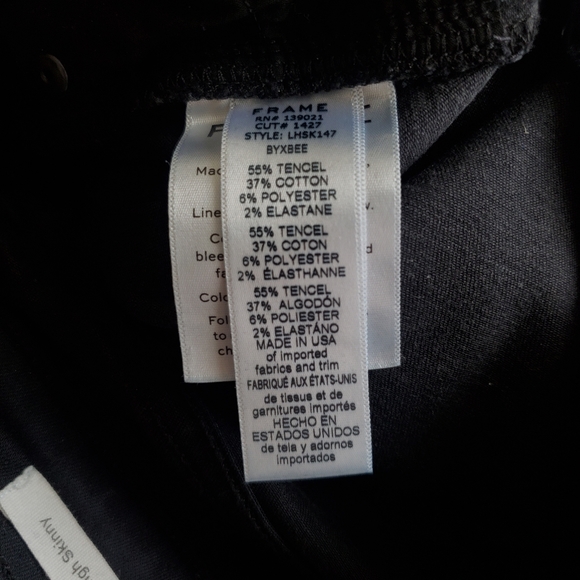 FRAME
RN# 139021
CUT# 1427
STYLE: LHSK147
BYXBEE
55% TENCEL
37% COTTON
6% POLYESTER
2% ELASTANE
55% TENCEL
37% COTON
6% POLYESTER
2% ÉLASTHANNE
55% TENCEL
37% ALGODÓN
6% POLIESTER
2% ELASTÁNO
MADE IN USA
of imported
fabrics and trim
FABRIQUÉ AUX ÉTATS-UNIS
de tissus et de
garnitures importés
HECHO EN
ESTADOS UNIDOS
de tela y adornos
importados
Skinny